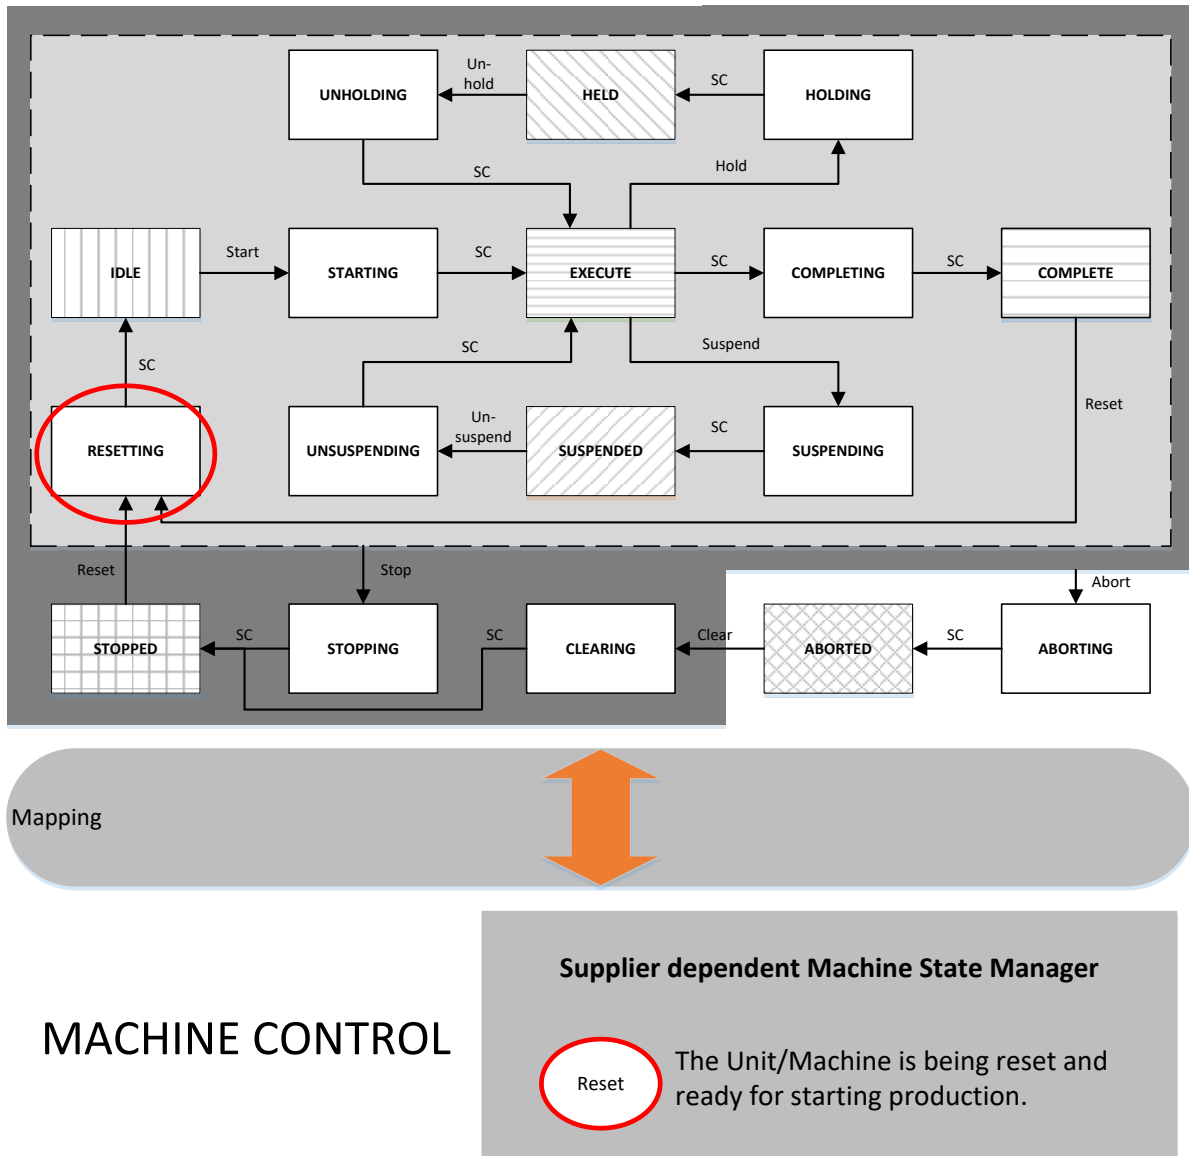 Un-
hold
SC
UNHOLDING
HELD
HOLDING
SC
Hold
IDLE
Start
STARTING
SC
EXECUTE
SC
COMPLETING
SC
COMPLETE
SC
SC
Suspend
Reset
RESETTING
UNSUSPENDING
Un-
suspend
SUSPENDED
SC
SUSPENDING
Reset
Stop
Abort
STOPPED
SC
STOPPING
SC
CLEARING
Clear
ABORTED
SC
ABORTING
Mapping
Supplier dependent Machine State Manager
MACHINE CONTROL
Reset
The Unit/Machine is being reset and
ready for starting production.